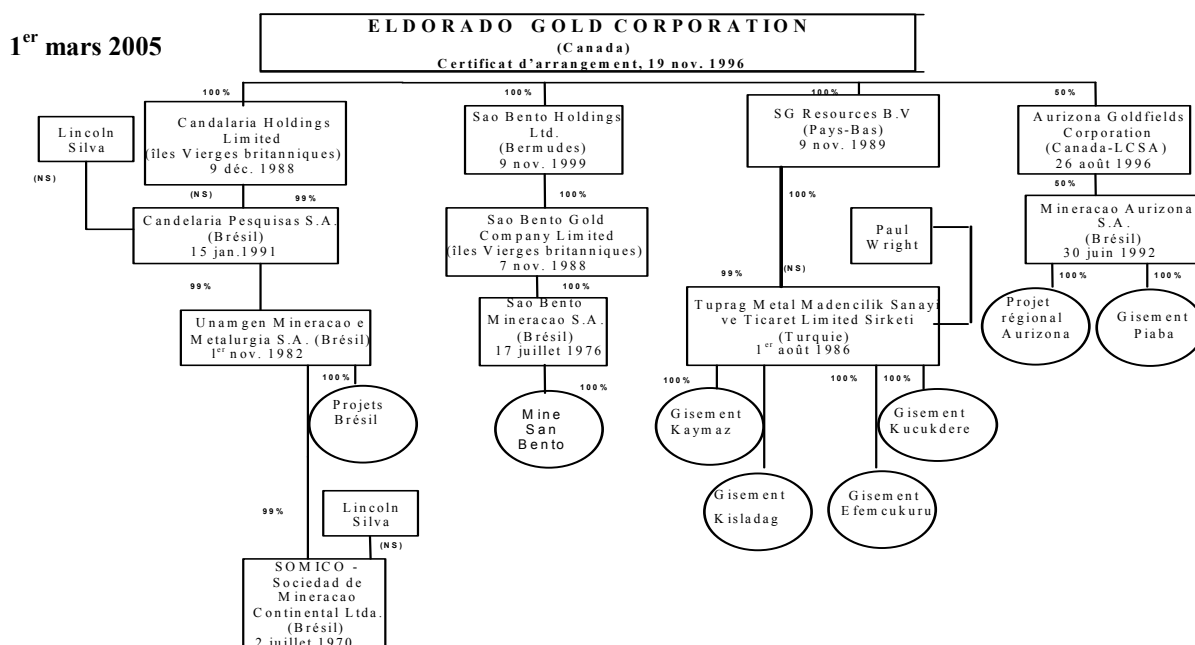 1er mars 2005
ELDORADO GOLD CORPORATION
(Canada)
Certificat d'arrangement, 19 nov. 1996
100%
100%
100%
50%
Lincoln
Silva
Candalaria Holdings
Limited
(îles Vierges britanniques)
9 déc. 1988
Sao Bento Holdings
Ltd.
(Bermudes)
9 nov. 1999
SG Resources B.V
(Pays-Bas)
9 nov. 1989
Aurizona Goldfields
Corporation
(Canada-LCSA)
26 août 1996
(NS)
(NS)
99%
100%
100%
50%
Candelaria Pesquisas S.A.
(Brésil)
15 jan.1991
Sao Bento Gold
Company Limited
(îles Vierges britanniques)
7 nov. 1988
Paul
Wright
Mineracao Aurizona
S.A.
(Brésil)
30 juin 1992
99%
100%
99%
(NS)
100%
100%
Unamgen Mineracao e
Metalurgia S.A. (Brésil)
1er nov. 1982
Sao Bento
Mineracao S.A.
(Brésil)
17 juillet 1976
Tuprag Metal Madencilik Sanayi
ve Ticaret Limited Sirketi
(Turquie)
1er août 1986
Projet
régional
Aurizona
Gisement
Piaba
100%
100%
100%
100%
100%
Projets
Brésil
Mine
San
Bento
Gisement
Kaymaz
Gisement
Kucukdere
Gisement
Kisladag
Gisement
Efemcukuru
99%
Lincoln
Silva
(NS)
SOMICO -
Sociedad de
Mineracao
Continental Ltda.
(Brésil)
2 juillet 1970